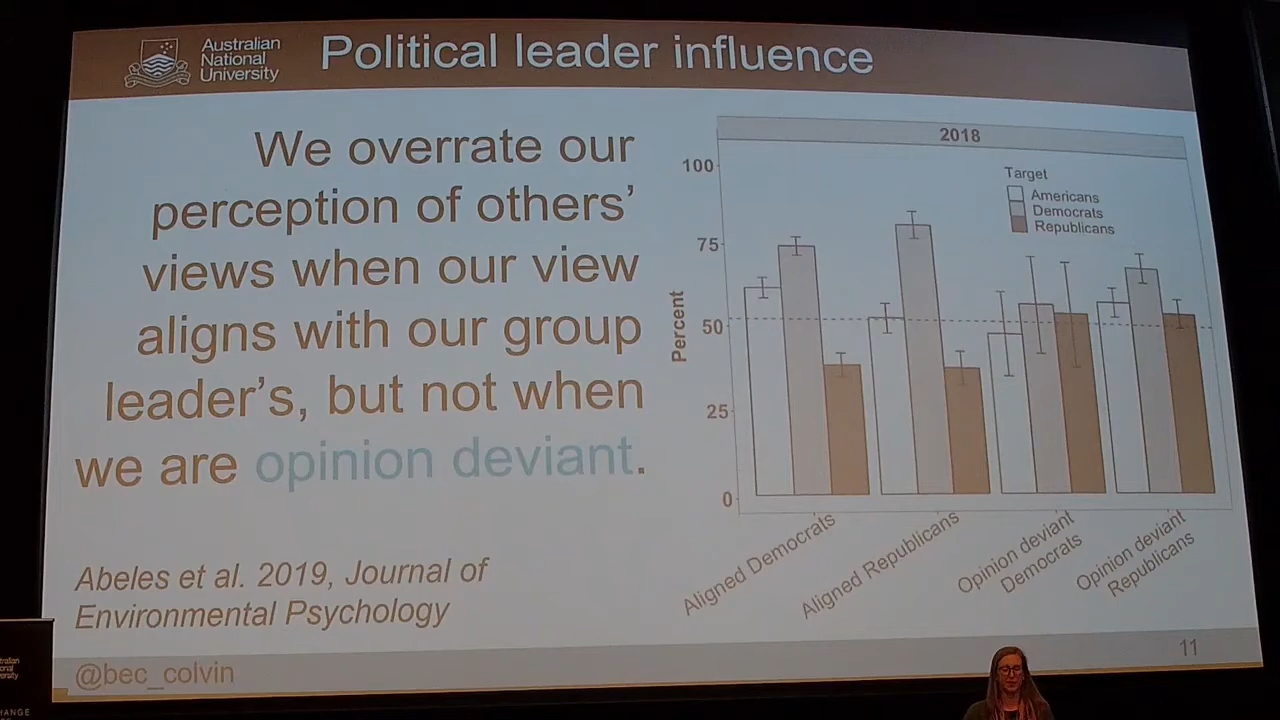 Australian
National
University
Political leader influence
We overrate our
perception of others’
views when our view
aligns with our group
leader’s, but not when
we are opinion deviant.
Abeles et al. 2019, Journal of
Environmental Psychology
@bec_colvin
2018
Target
Americans
Democrats
Republicans
Percent
100
75
50
25
0
Aligned Democrats
Aligned Republicans
Opinion deviant
Democrats
Opinion deviant
Republicans
11